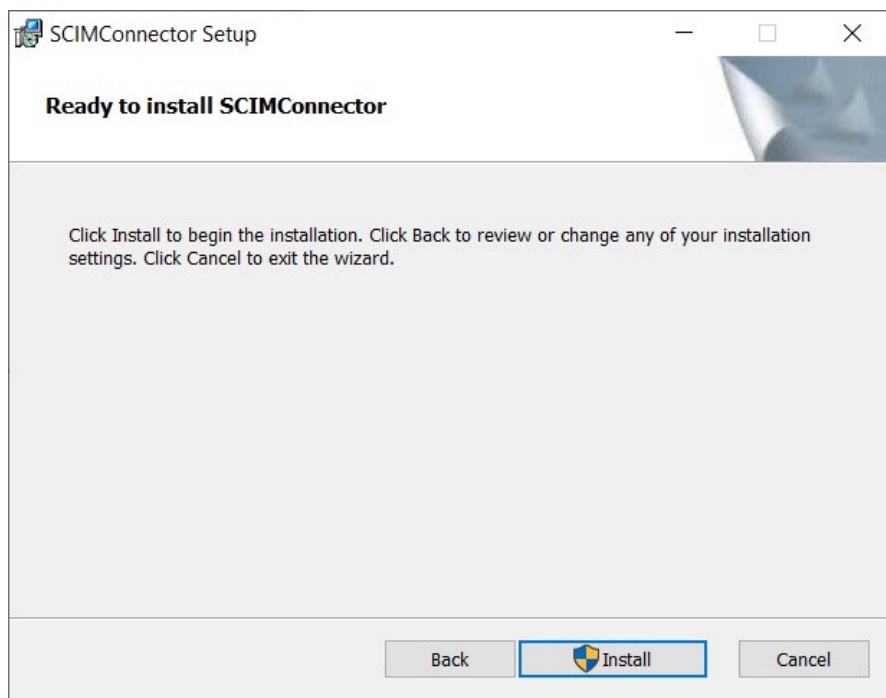 SCIMConnector Setup
Ready to install SCIMConnector
Click Install to begin the installation. Click Back to review or change any of your installation
settings. Click Cancel to exit the wizard.
Back
Install
Cancel